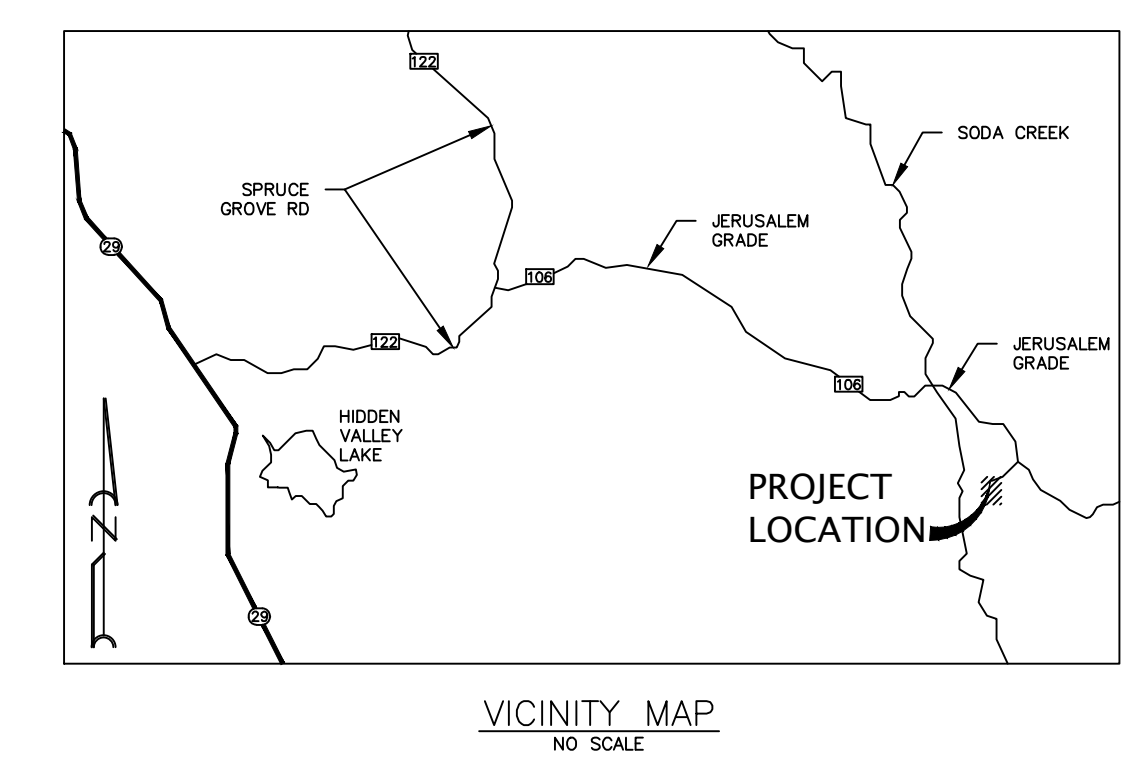 122
SODA CREEK
SPRUCE
GROVE RD
JERUSALEM
GRADE
29
106
122
JERUSALEM
GRADE
106
HIDDEN
VALLEY
LAKE
PROJECT
LOCATION
N
29
VICINITY MAP
NO SCALE